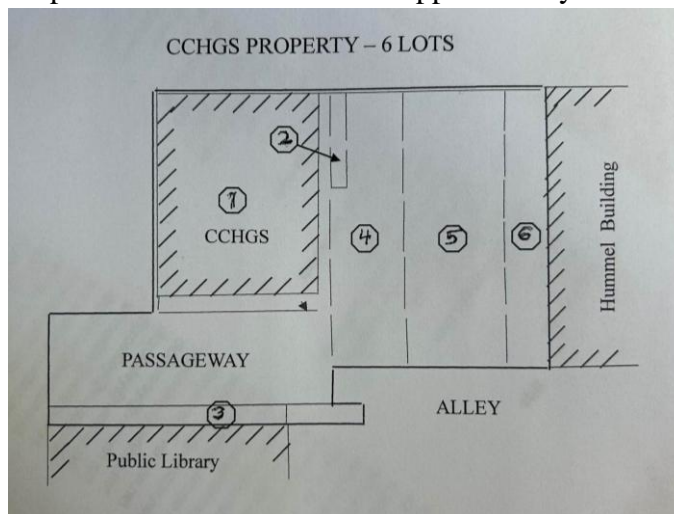 CCHGS PROPERTY – 6 LOTS
2
1
CCHGS
4
5
6
Hummel Building
PASSAGEWAY
3
ALLEY
Public Library